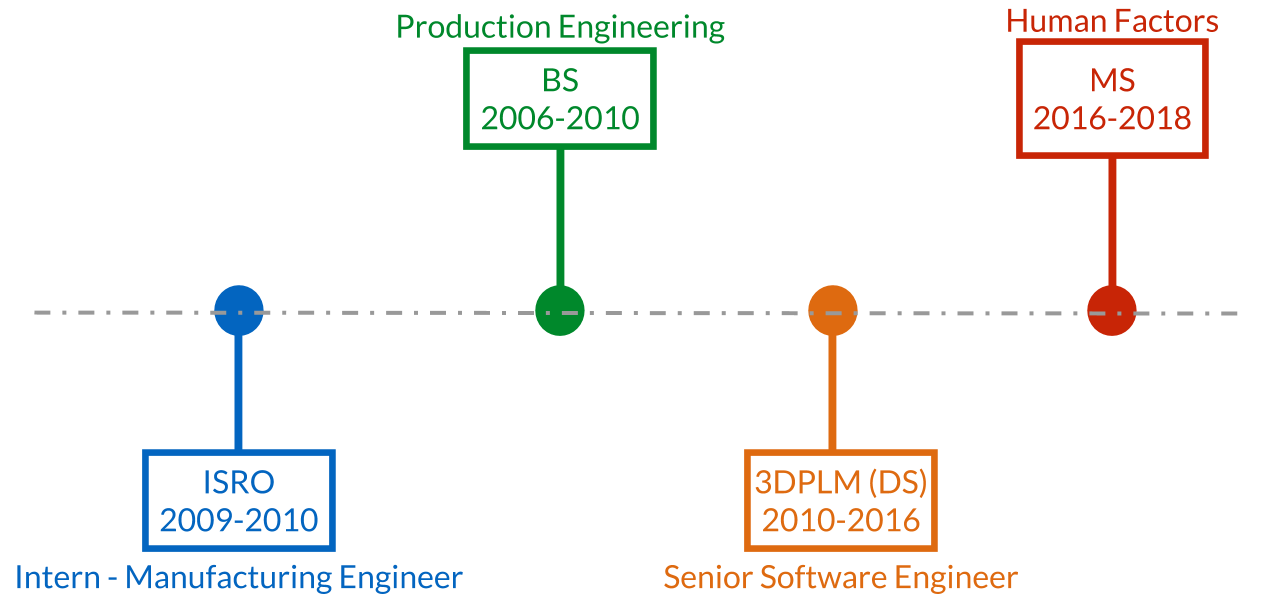 Production Engineering
BS
2006-2010
Human Factors
MS
2016-2018
ISRO
2009-2010
Intern - Manufacturing Engineer
3DPLM (DS)
2010-2016
Senior Software Engineer